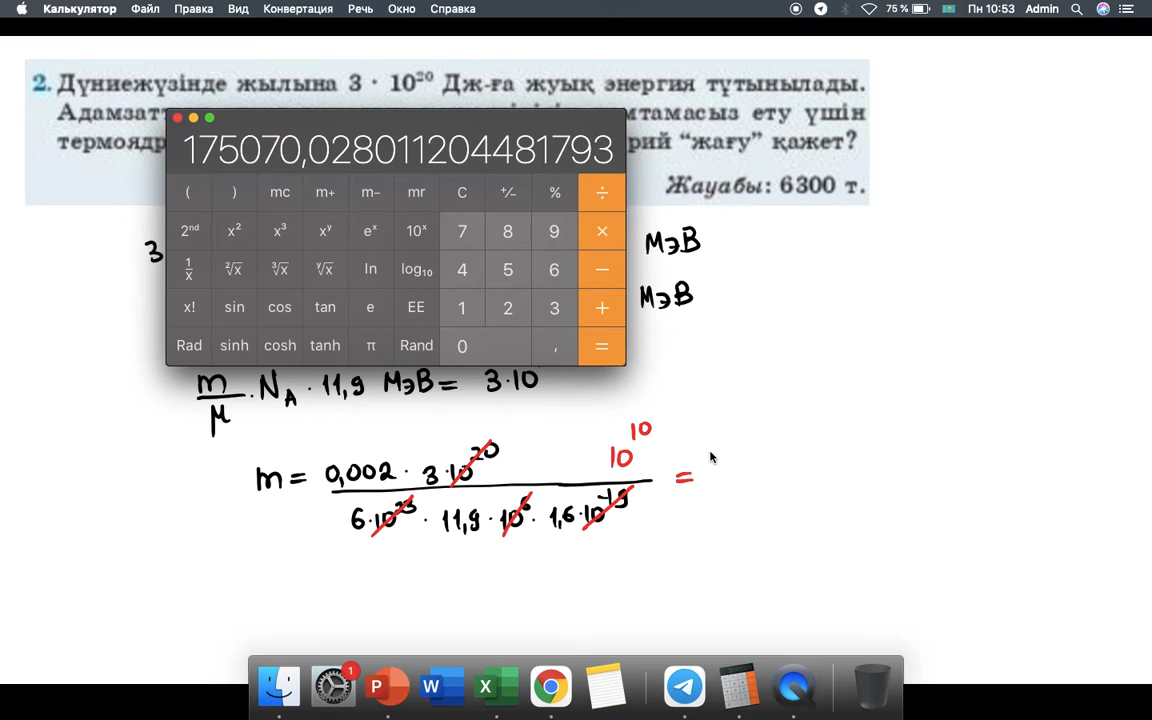 Калькулятор Файл Правка Вид Конвертация Речь Окно Справка 75 % Пн 10:53 Admin
2. Дүниежүзінде жылына 3 · 10²⁰ Дж-ға жуық энергия тұтынылады.
Адамзат
мтамасыз ету үшін
термоядр
рий “жағу” қажет?
Жауабы: 6300 т.
175070,028011204481793
( ) mc m+ m- mr C +/- % ÷
2nd x² x³ xʸ eˣ 10ˣ 7 8 9 ×
1/x ²√x ³√x ʸ√x ln log₁₀ 4 5 6 −
x! sin cos tan e EE 1 2 3 +
Rad sinh cosh tanh π Rand 0 , =
3
МэВ
МэВ
m/μ · N_A · 11,9 МэВ = 3·10
10¹⁰
m = 0,002 · 3·10²⁰ =
6·10²³ · 11,9·10⁶ · 1,6·10⁻¹⁹
1
P W X